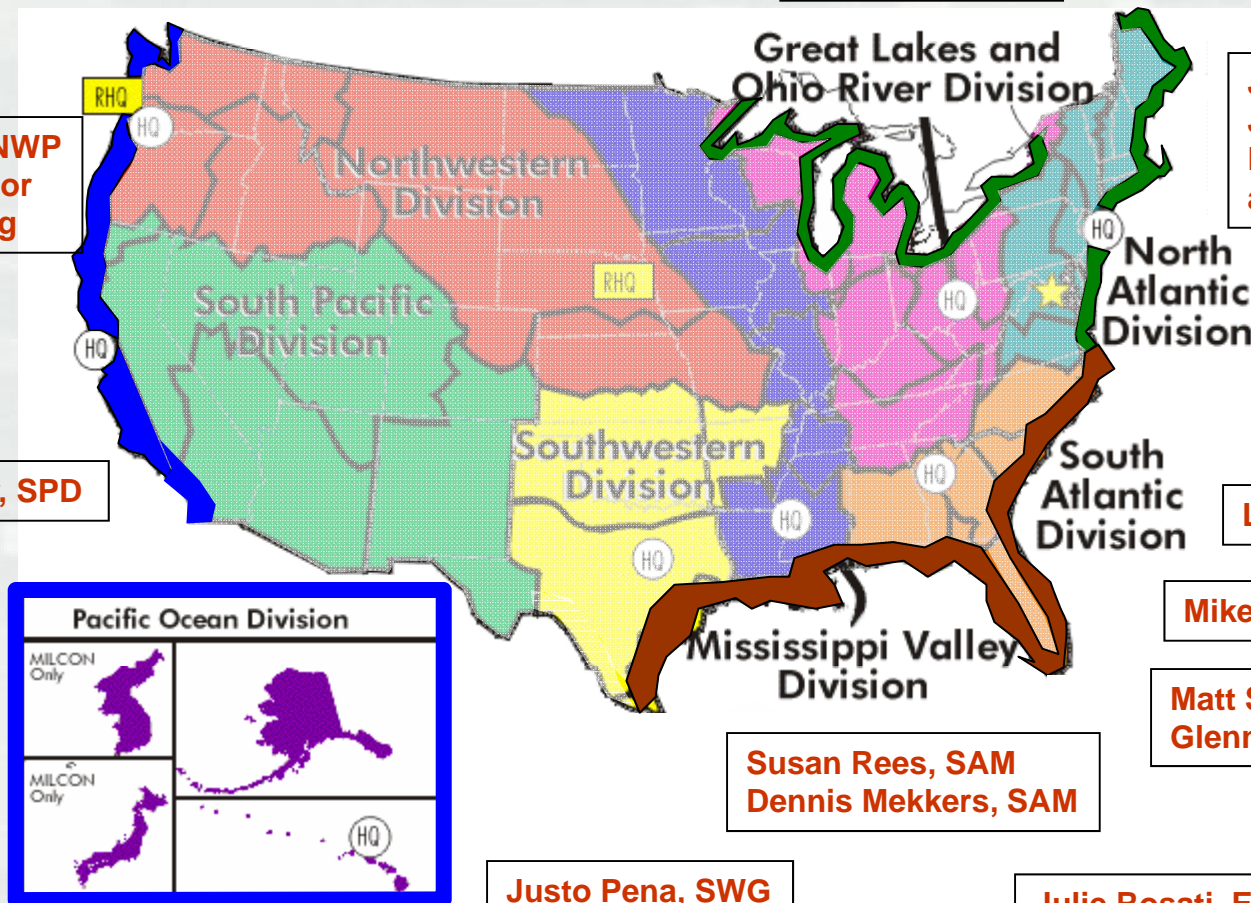 Great Lakes and
Ohio River Division
RHQ
HQ
NWP
or
g
Northwestern
Division
HQ
North
Atlantic
Division
RHQ
HQ
South Pacific
Division
HQ
Southwestern
Division
, SPD
HQ
South
Atlantic
Division
HQ
HQ
L
Pacific Ocean Division
MILCON
Only
MILCON
Only
HQ
Mississippi Valley
Division
Mike
Matt S
Glenn
Susan Rees, SAM
Dennis Mekkers, SAM
Justo Pena, SWG